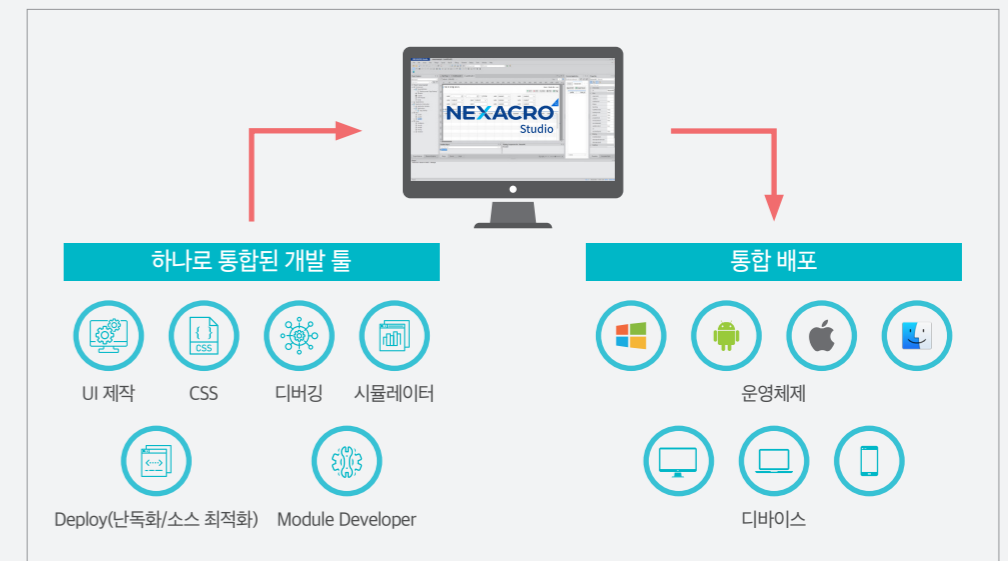 NEXACRO
Studio
하나로 통합된 개발 툴
통합 배포
CSS
UI 제작
CSS
디버깅
시뮬레이터
운영체제
Deploy(난독화/소스 최적화)
Module Developer
디바이스